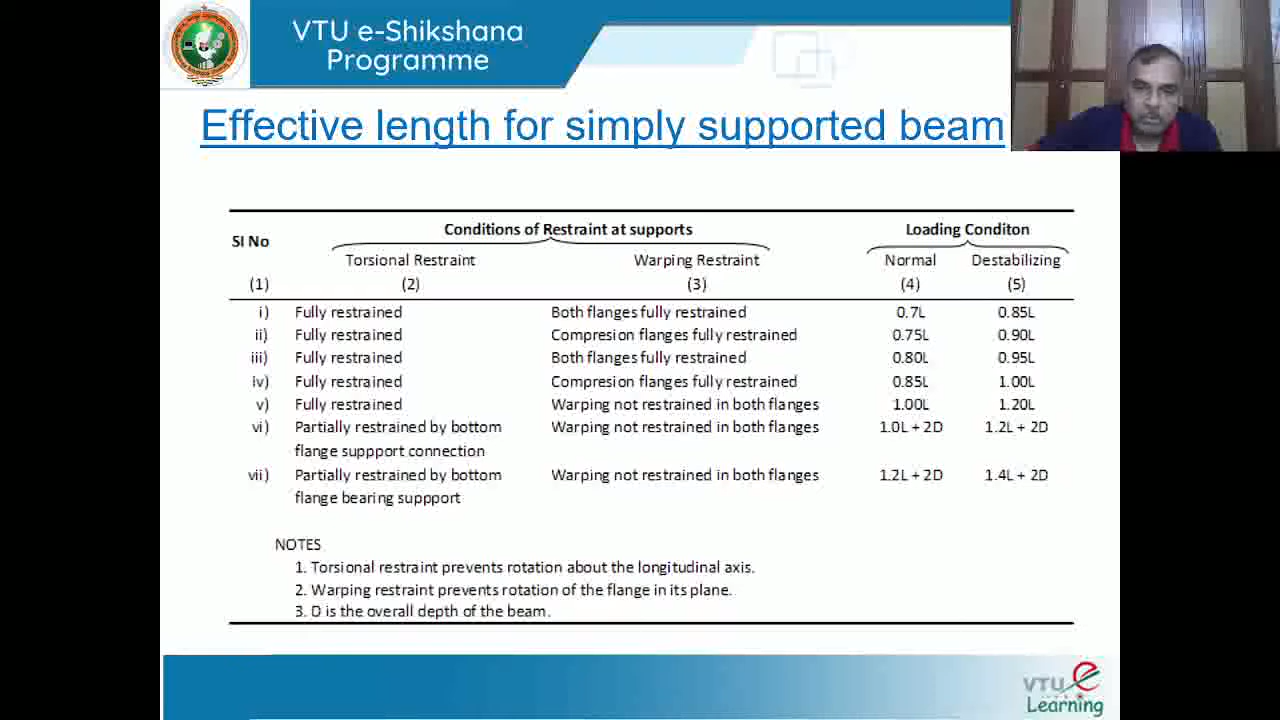 VTU e-Shikshana
Programme
Effective length for simply supported beam
SI No Conditions of Restraint at supports Loading Conditon
Torsional Restraint Warping Restraint Normal Destabilizing
(1) (2) (3) (4) (5)
i) Fully restrained Both flanges fully restrained 0.7L 0.85L
ii) Fully restrained Compresion flanges fully restrained 0.75L 0.90L
iii) Fully restrained Both flanges fully restrained 0.80L 0.95L
iv) Fully restrained Compresion flanges fully restrained 0.85L 1.00L
v) Fully restrained Warping not restrained in both flanges 1.00L 1.20L
vi) Partially restrained by bottom Warping not restrained in both flanges 1.0L + 2D 1.2L + 2D
flange suppport connection
vii) Partially restrained by bottom Warping not restrained in both flanges 1.2L + 2D 1.4L + 2D
flange bearing suppport
NOTES
1. Torsional restraint prevents rotation about the longitudinal axis.
2. Warping restraint prevents rotation of the flange in its plane.
3. D is the overall depth of the beam.
VTU e
Learning